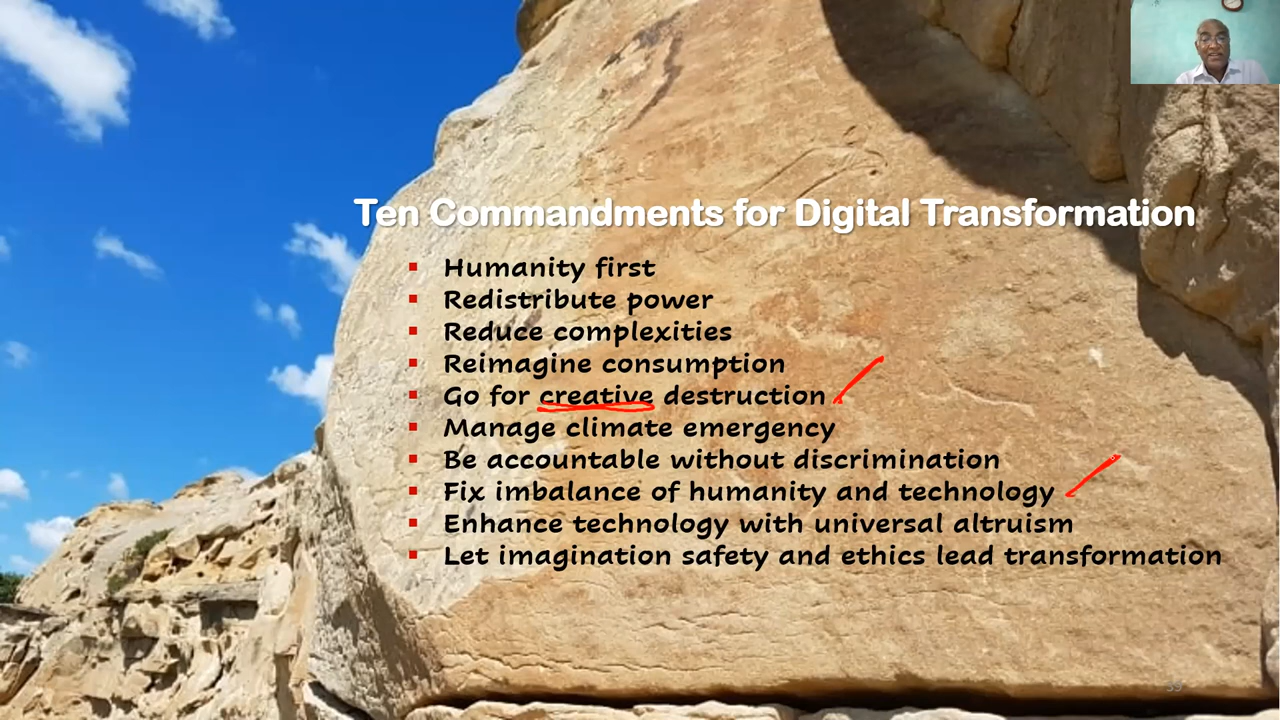 Ten Commandments for Digital Transformation
▪ Humanity first
▪ Redistribute power
▪ Reduce complexities
▪ Reimagine consumption
▪ Go for creative destruction
▪ Manage climate emergency
▪ Be accountable without discrimination
▪ Fix imbalance of humanity and technology
▪ Enhance technology with universal altruism
▪ Let imagination safety and ethics lead transformation
39